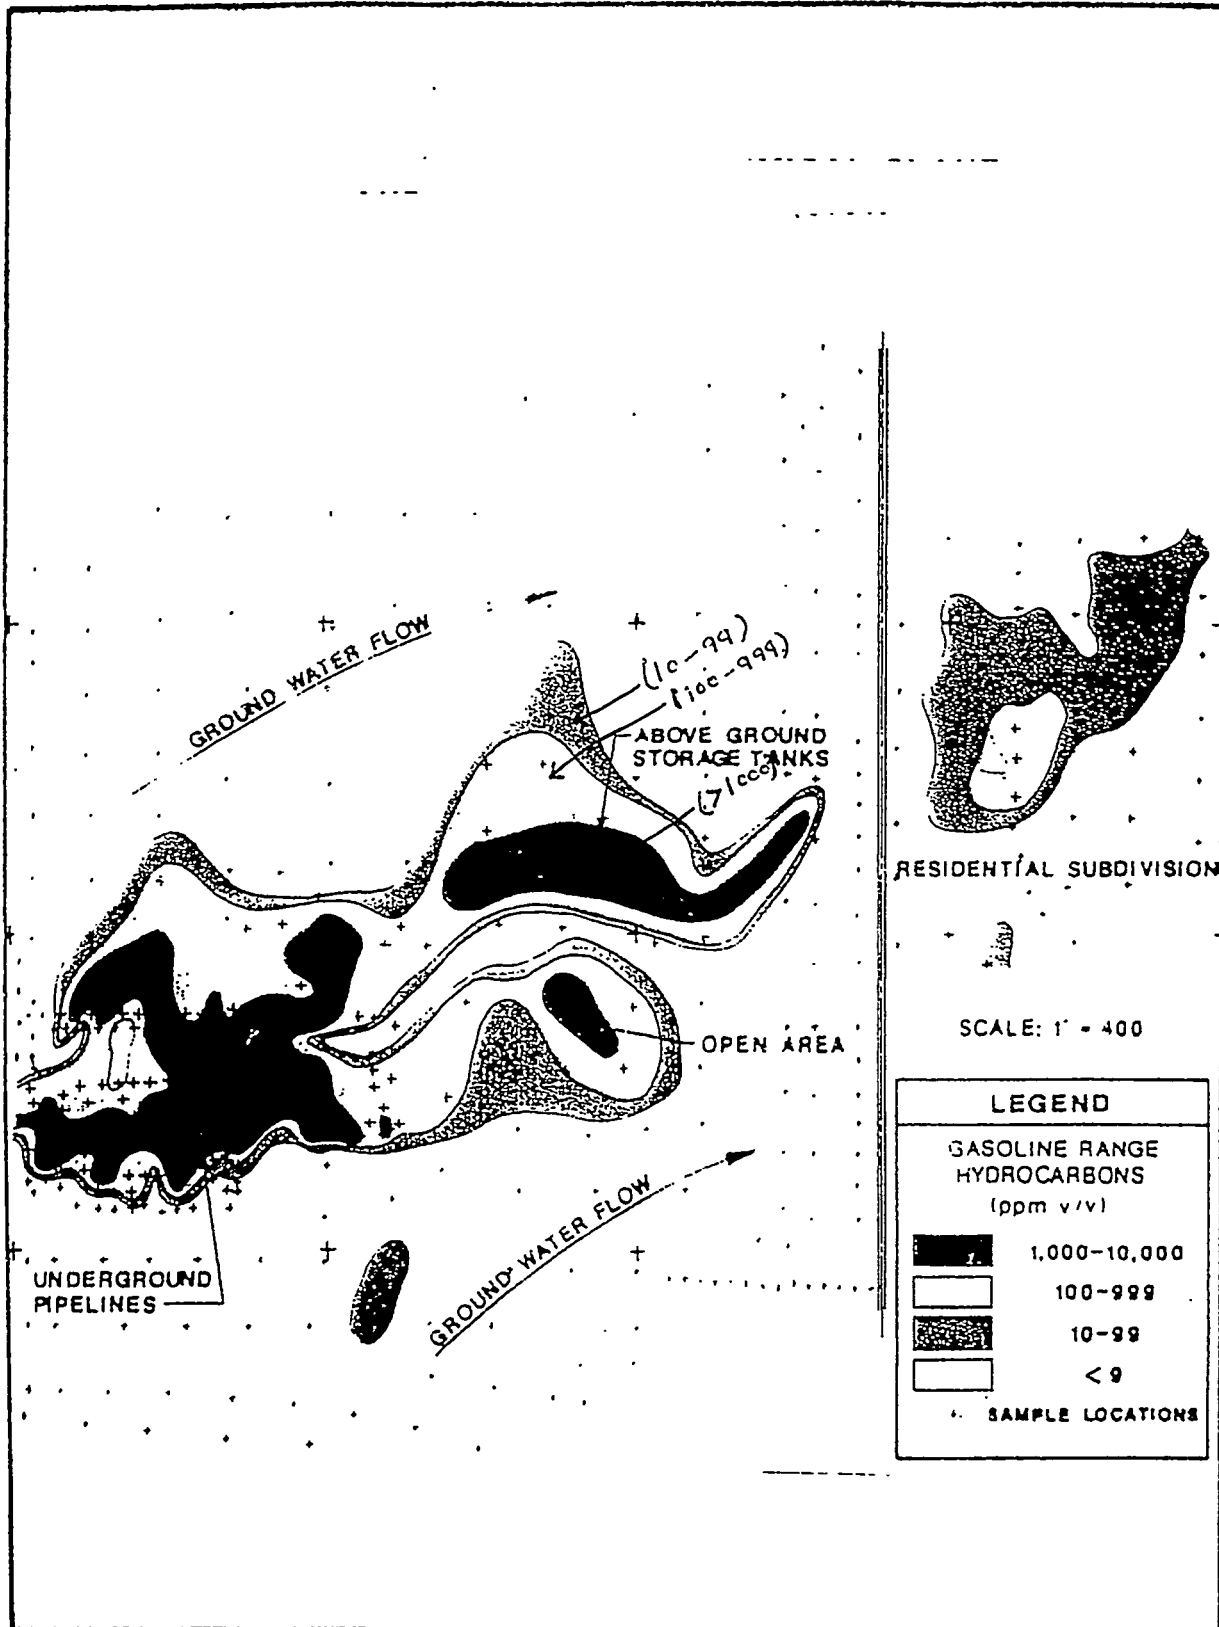 GROUND WATER FLOW
(10-99)
(100-999)
ABOVE GROUND
STORAGE TANKS
(>1000)
RESIDENTIAL SUBDIVISION
SCALE: 1" = 400
OPEN AREA
LEGEND
GASOLINE RANGE
HYDROCARBONS
(ppm v/v)
1,000-10,000
100-999
10-99
< 9
+ SAMPLE LOCATIONS
UNDERGROUND
PIPELINES
GROUND WATER FLOW